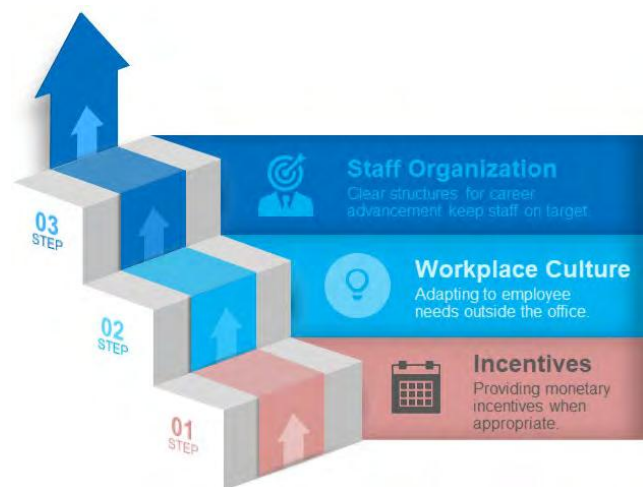 Staff Organization
Clear structures for career
advancement keep staff on target.
03
STEP
Workplace Culture
Adapting to employee
needs outside the office.
02
STEP
Incentives
Providing monetary
incentives when
appropriate.
01
STEP